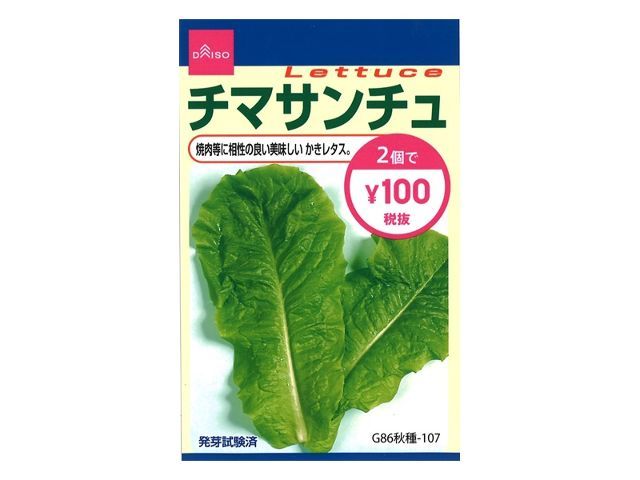 DAISO
Lettuce
チマサンチュ
焼肉等に相性の良い美味しい かきレタス。
2個で
¥100
税抜
発芽試験済
G86秋種-107